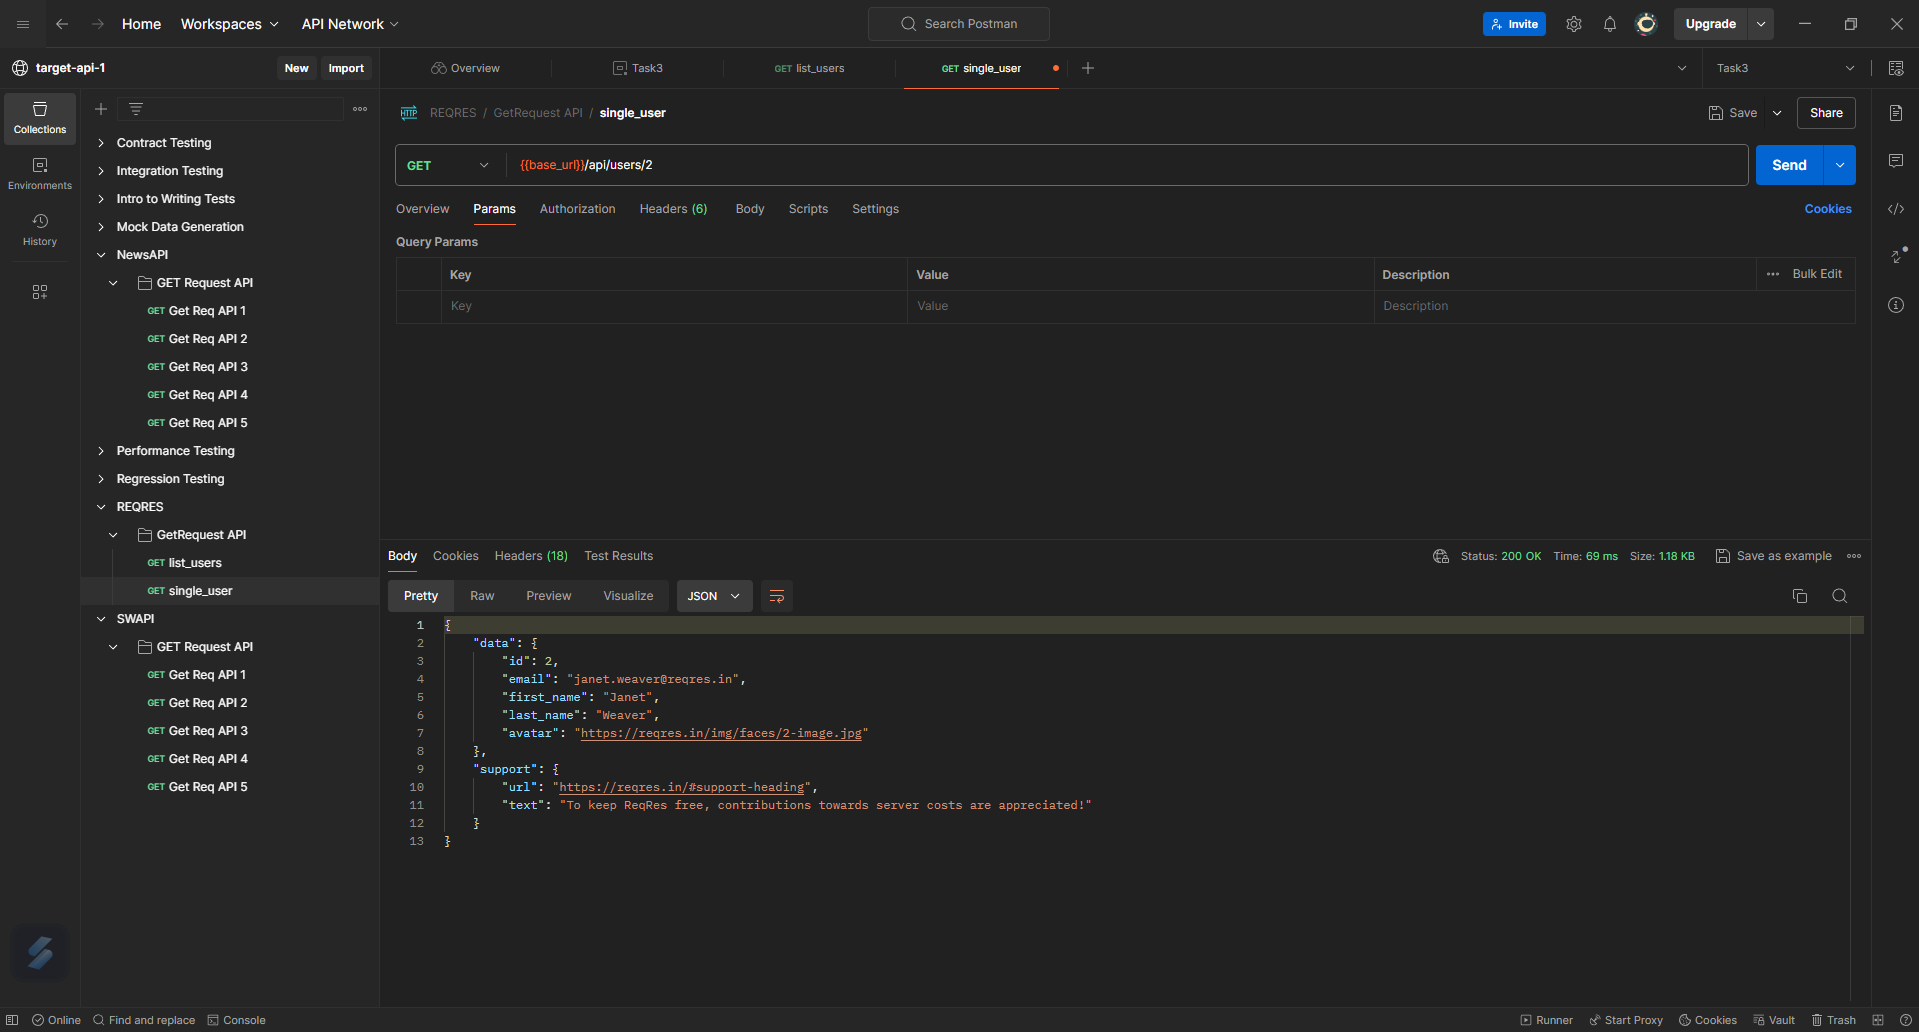 Home Workspaces API Network Search Postman Invite Upgrade
target-api-1 New Import Overview Task3 GET list_users GET single_user Task3
Collections
Environments
History
Contract Testing
Integration Testing
Intro to Writing Tests
Mock Data Generation
NewsAPI
GET Request API
GET Get Req API 1
GET Get Req API 2
GET Get Req API 3
GET Get Req API 4
GET Get Req API 5
Performance Testing
Regression Testing
REQRES
GetRequest API
GET list_users
GET single_user
SWAPI
GET Request API
GET Get Req API 1
GET Get Req API 2
GET Get Req API 3
GET Get Req API 4
GET Get Req API 5
HTTP REQRES / GetRequest API / single_user Save Share
GET {{base_url}}/api/users/2 Send
Overview Params Authorization Headers (6) Body Scripts Settings Cookies
Query Params
Key Value Description Bulk Edit
Key Value Description
Body Cookies Headers (18) Test Results Status: 200 OK Time: 69 ms Size: 1.18 KB Save as example
Pretty Raw Preview Visualize JSON
1 {
2 "data": {
3 "id": 2,
4 "email": "janet.weaver@reqres.in",
5 "first_name": "Janet",
6 "last_name": "Weaver",
7 "avatar": "https://reqres.in/img/faces/2-image.jpg"
8 },
9 "support": {
10 "url": "https://reqres.in/#support-heading",
11 "text": "To keep ReqRes free, contributions towards server costs are appreciated!"
12 }
13 }
Online Find and replace Console Runner Start Proxy Cookies Vault Trash